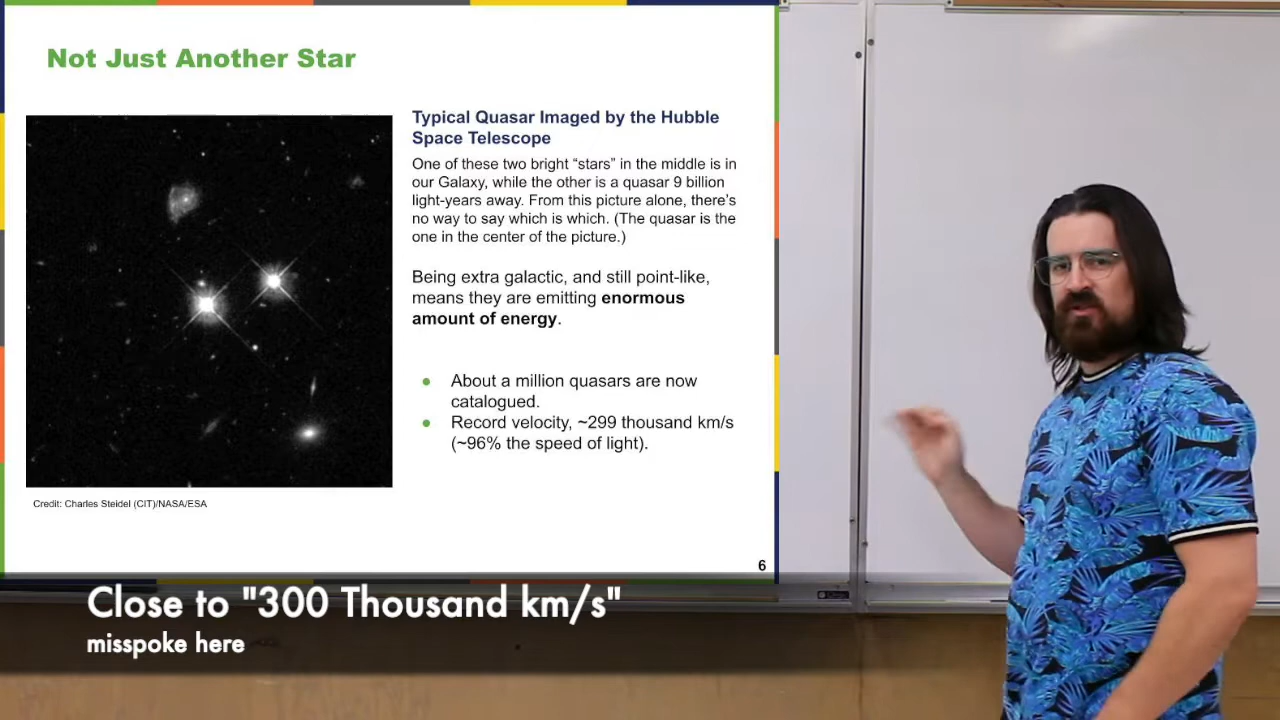 Not Just Another Star
Typical Quasar Imaged by the Hubble
Space Telescope
One of these two bright “stars” in the middle is in
our Galaxy, while the other is a quasar 9 billion
light-years away. From this picture alone, there’s
no way to say which is which. (The quasar is the
one in the center of the picture.)
Being extra galactic, and still point-like,
means they are emitting enormous
amount of energy.
● About a million quasars are now
catalogued.
● Record velocity, ~299 thousand km/s
(~96% the speed of light).
Credit: Charles Steidel (CIT)/NASA/ESA
6
Close to "300 Thousand km/s"
misspoke here